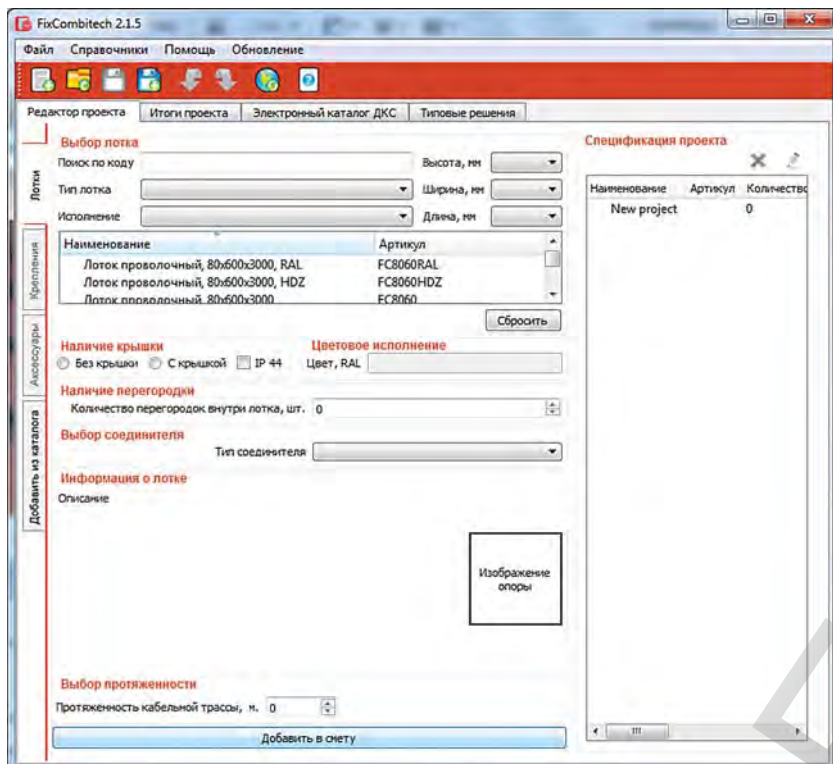 FixCombitech 2.1.5
Файл Справочники Помощь Обновление
Редактор проекта Итоги проекта Электронный каталог ДКС Типовые решения
Лотки
Крепления
Аксессуары
Добавить из каталога
Выбор лотка
Поиск по коду Высота, мм
Тип лотка Ширина, мм
Исполнение Длина, мм
Наименование Артикул
Лоток проволочный, 80x600x3000, RAL FC8060RAL
Лоток проволочный, 80x600x3000, HDZ FC8060HDZ
Лоток проволочный, 80x600x3000 FC8060
Сбросить
Наличие крышки Цветовое исполнение
Без крышки С крышкой IP 44 Цвет, RAL
Наличие перегородки
Количество перегородок внутри лотка, шт. 0
Выбор соединителя
Тип соединителя
Информация о лотке
Описание
Изображение
опоры
Выбор протяженности
Протяженность кабельной трассы, м. 0
Добавить в смету
Спецификация проекта
Наименование Артикул Количество
New project 0